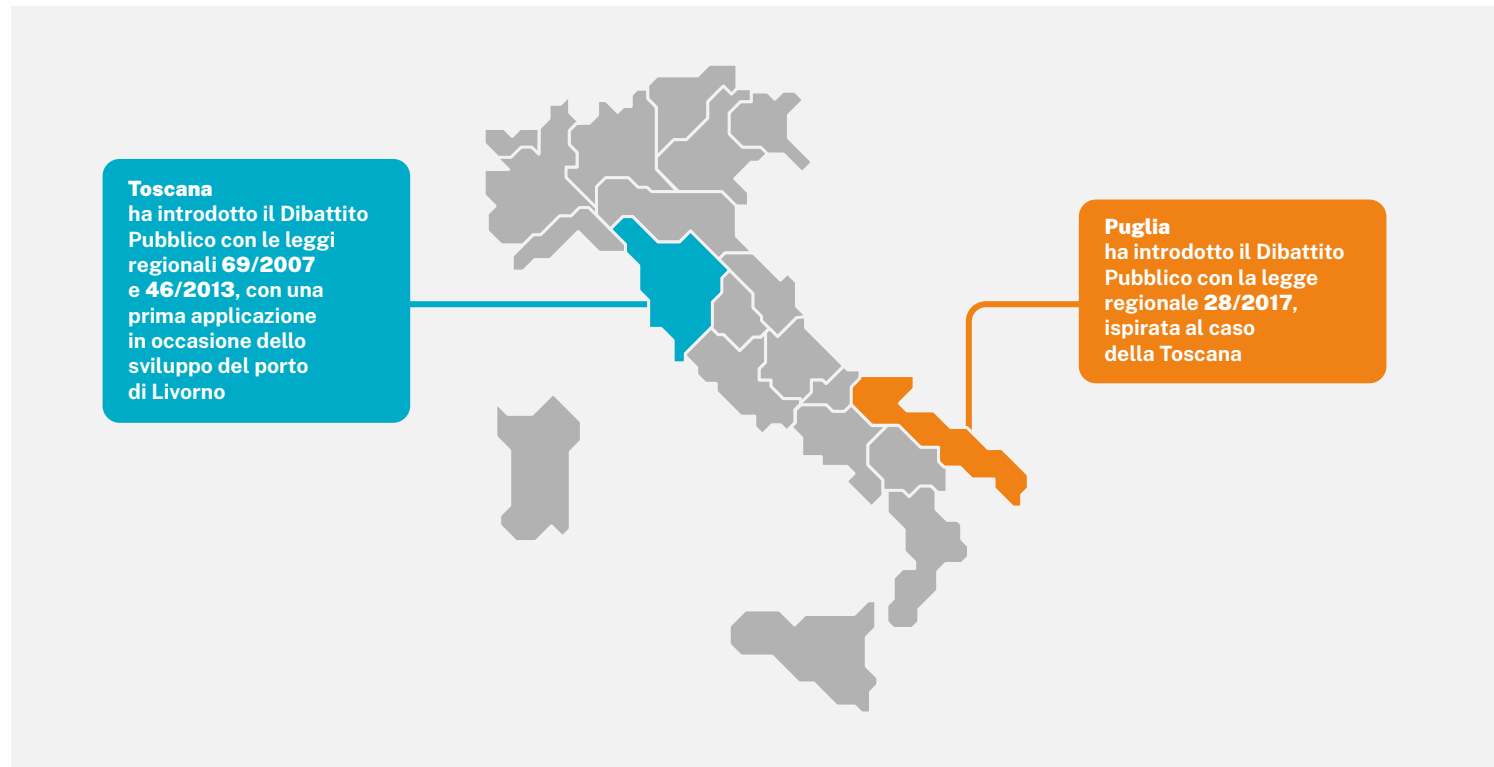 Toscana
ha introdotto il Dibattito
Pubblico con le leggi
regionali 69/2007
e 46/2013, con una
prima applicazione
in occasione dello
sviluppo del porto
di Livorno
Puglia
ha introdotto il Dibattito
Pubblico con la legge
regionale 28/2017,
ispirata al caso
della Toscana